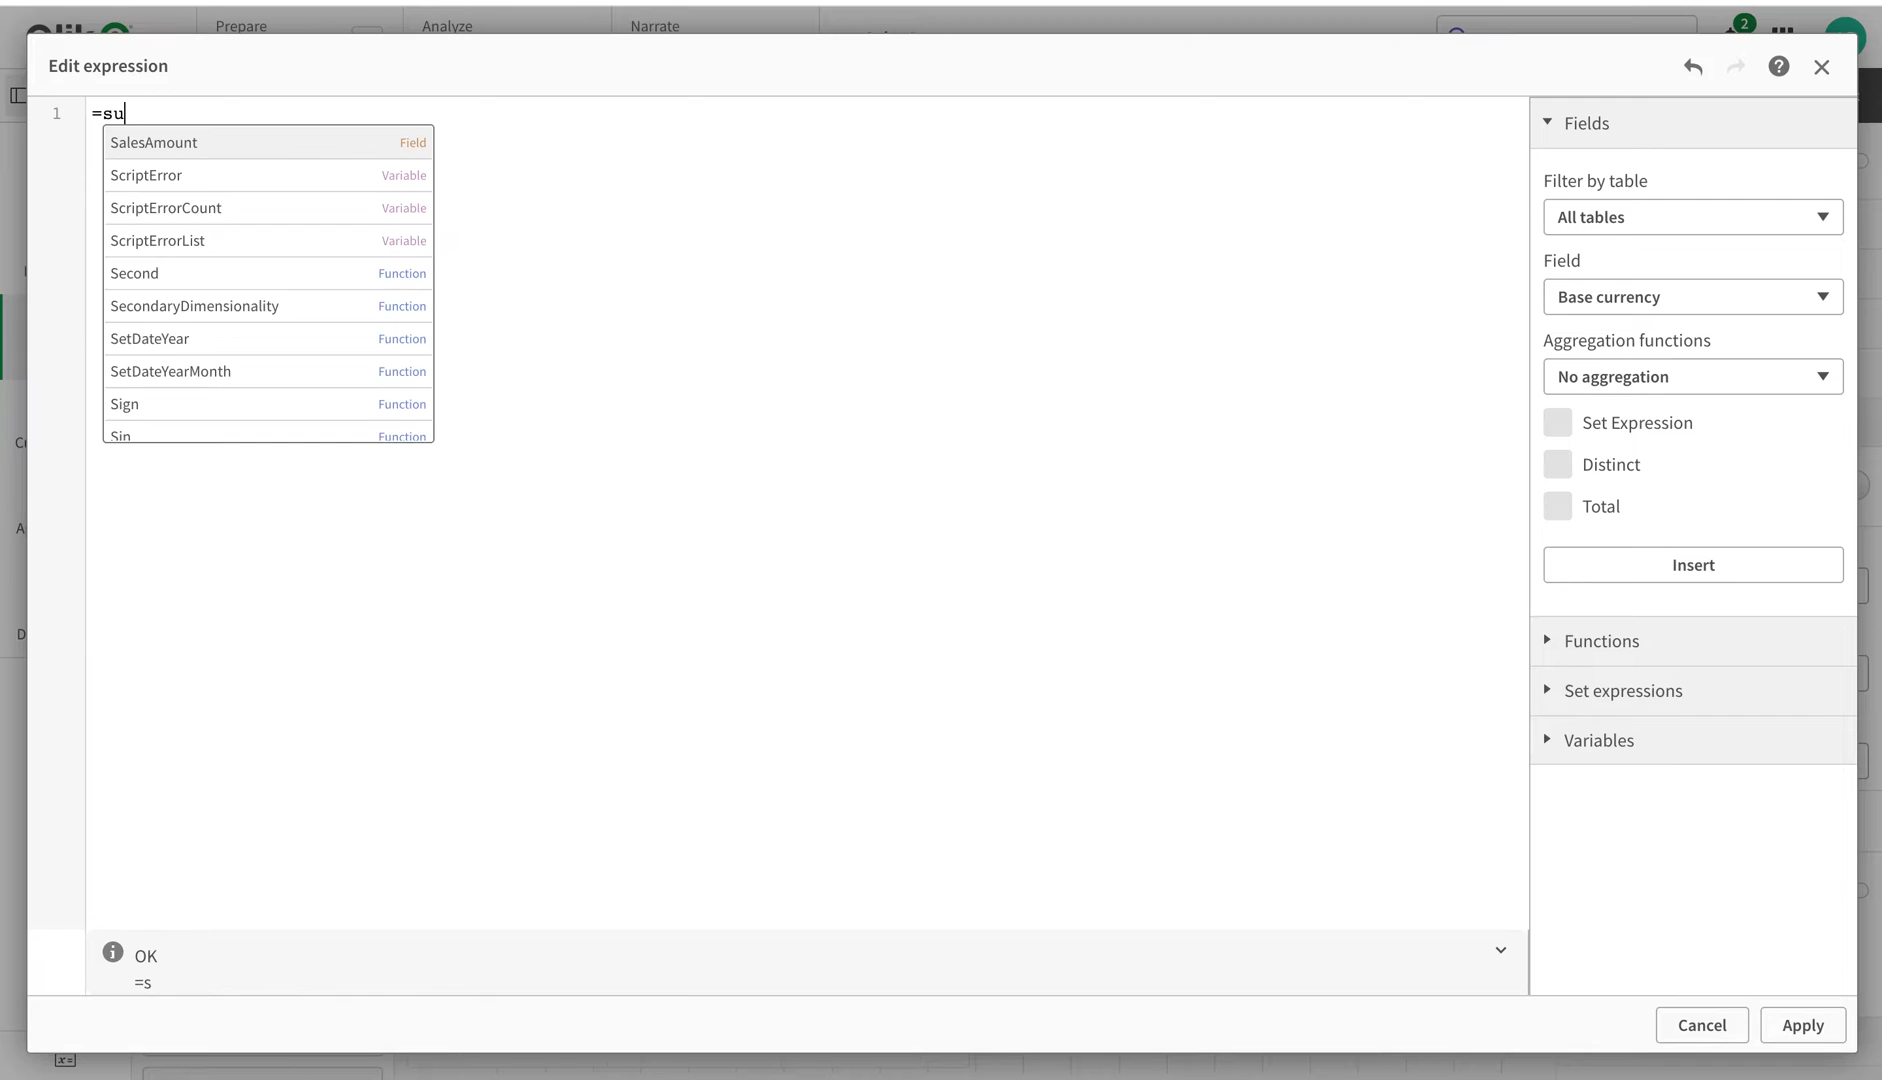 Prepare
Analyze
Narrate
2
Edit expression
1
=su
SalesAmount Field
ScriptError Variable
ScriptErrorCount Variable
ScriptErrorList Variable
Second Function
SecondaryDimensionality Function
SetDateYear Function
SetDateYearMonth Function
Sign Function
Sin Function
Fields
Filter by table
All tables
Field
Base currency
Aggregation functions
No aggregation
Set Expression
Distinct
Total
Insert
Functions
Set expressions
Variables
OK
=s
Cancel
Apply